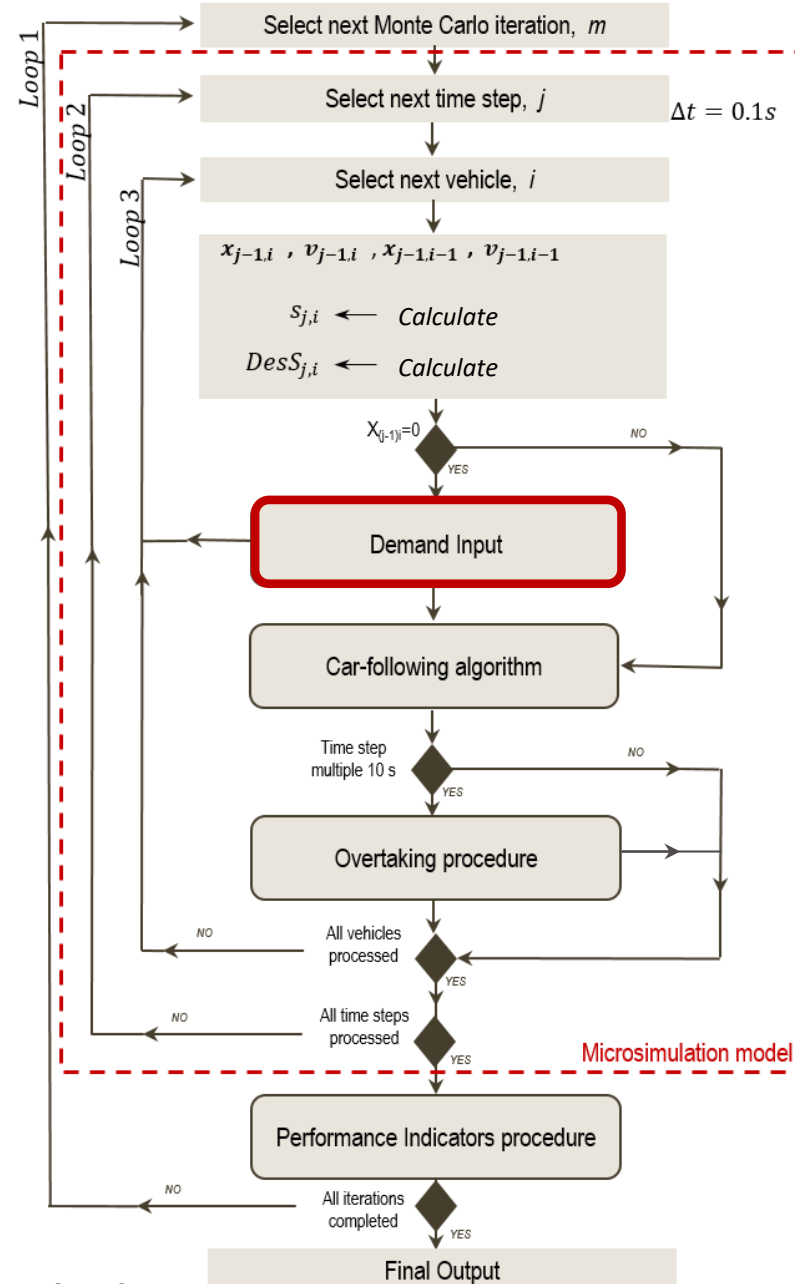 Loop 1
Select next Monte Carlo iteration, m
Loop 2
Select next time step, j
Δt = 0.1s
Loop 3
Select next vehicle, i
x_{j−1,i} , v_{j−1,i} , x_{j−1,i−1} , v_{j−1,i−1}
s_{j,i} ← Calculate
DesS_{j,i} ← Calculate
X_{(j-1)i}=0
NO
YES
Demand Input
Car-following algorithm
Time step
multiple 10 s
NO
YES
Overtaking procedure
All vehicles
processed
NO
YES
All time steps
processed
NO
YES
Microsimulation model
Performance Indicators procedure
All iterations
completed
NO
YES
Final Output